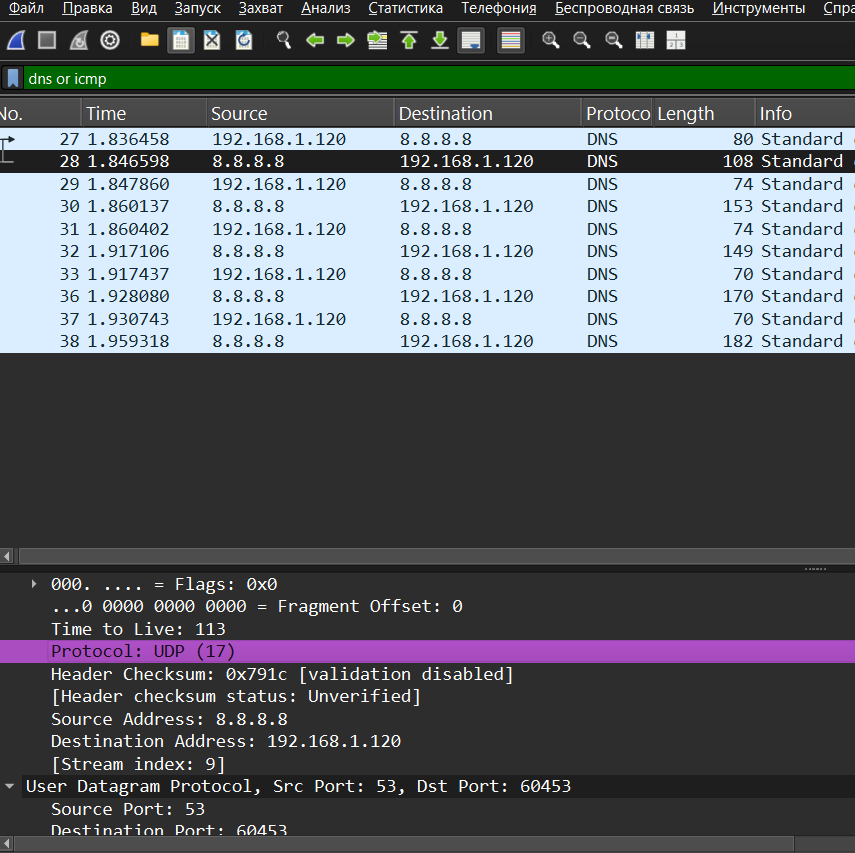 Файл Правка Вид Запуск Захват Анализ Статистика Телефония Беспроводная связь Инструменты Спра
dns or icmp
No. Time Source Destination Protoco Length Info
27 1.836458 192.168.1.120 8.8.8.8 DNS 80 Standard
28 1.846598 8.8.8.8 192.168.1.120 DNS 108 Standard
29 1.847860 192.168.1.120 8.8.8.8 DNS 74 Standard
30 1.860137 8.8.8.8 192.168.1.120 DNS 153 Standard
31 1.860402 192.168.1.120 8.8.8.8 DNS 74 Standard
32 1.917106 8.8.8.8 192.168.1.120 DNS 149 Standard
33 1.917437 192.168.1.120 8.8.8.8 DNS 70 Standard
36 1.928080 8.8.8.8 192.168.1.120 DNS 170 Standard
37 1.930743 192.168.1.120 8.8.8.8 DNS 70 Standard
38 1.959318 8.8.8.8 192.168.1.120 DNS 182 Standard
000. .... = Flags: 0x0
...0 0000 0000 0000 = Fragment Offset: 0
Time to Live: 113
Protocol: UDP (17)
Header Checksum: 0x791c [validation disabled]
[Header checksum status: Unverified]
Source Address: 8.8.8.8
Destination Address: 192.168.1.120
[Stream index: 9]
User Datagram Protocol, Src Port: 53, Dst Port: 60453
Source Port: 53
Destination Port: 60453